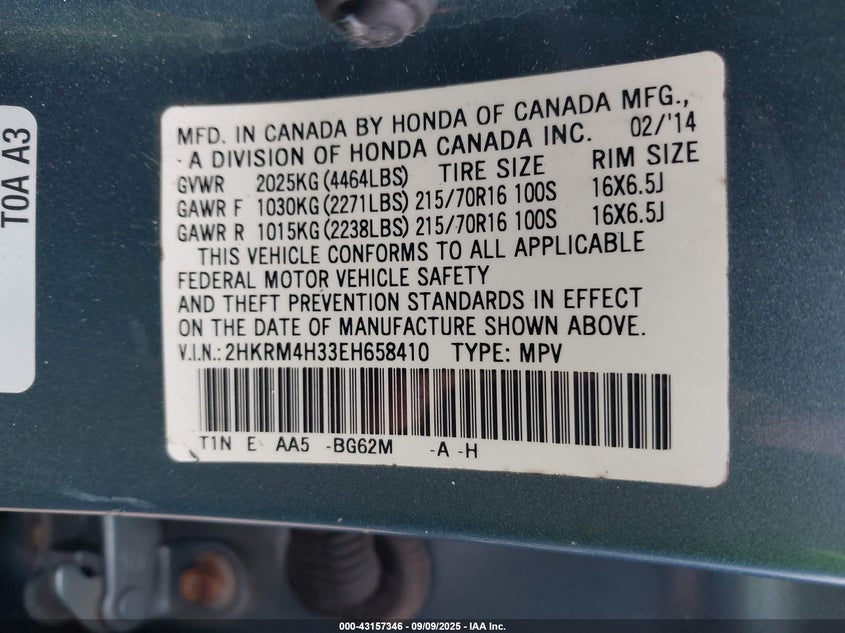 TOA A3
MFD. IN CANADA BY HONDA OF CANADA MFG.,
A DIVISION OF HONDA CANADA INC. 02/'14
GVWR 2025KG (4464LBS) TIRE SIZE RIM SIZE
GAWR F 1030KG (2271LBS) 215/70R16 100S 16X6.5J
GAWR R 1015KG (2238LBS) 215/70R16 100S 16X6.5J
THIS VEHICLE CONFORMS TO ALL APPLICABLE
FEDERAL MOTOR VEHICLE SAFETY
AND THEFT PREVENTION STANDARDS IN EFFECT
ON THE DATE OF MANUFACTURE SHOWN ABOVE.
V.I.N.: 2HKRM4H33EH658410 TYPE: MPV
T1N E AA5 -BG62M -A -H
000-43157346 - 09/09/2025 - IAA Inc.